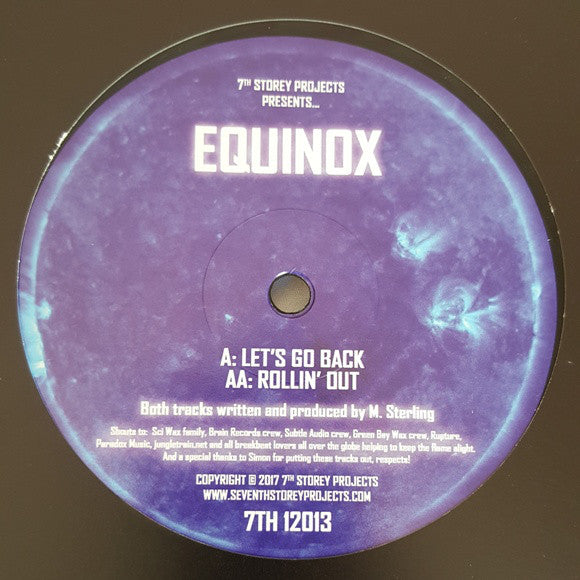 7TH STOREY PROJECTS
PRESENTS...
EQUINOX
A: LET'S GO BACK
AA: ROLLIN' OUT
Both tracks written and produced by M. Sterling
Shouts to: Sci Wax family, Brain Records crew, Subtle Audio crew, Green Bay Wax crew, Rupture,
Paradox Music, jungletrain.net and all breakbeat lovers all over the globe helping to keep the flame alight.
And a special thanks to Simon for putting these tracks out, respects!
COPYRIGHT © 2017 7TH STOREY PROJECTS
WWW.SEVENTHSTOREYPROJECTS.COM
7TH 12013